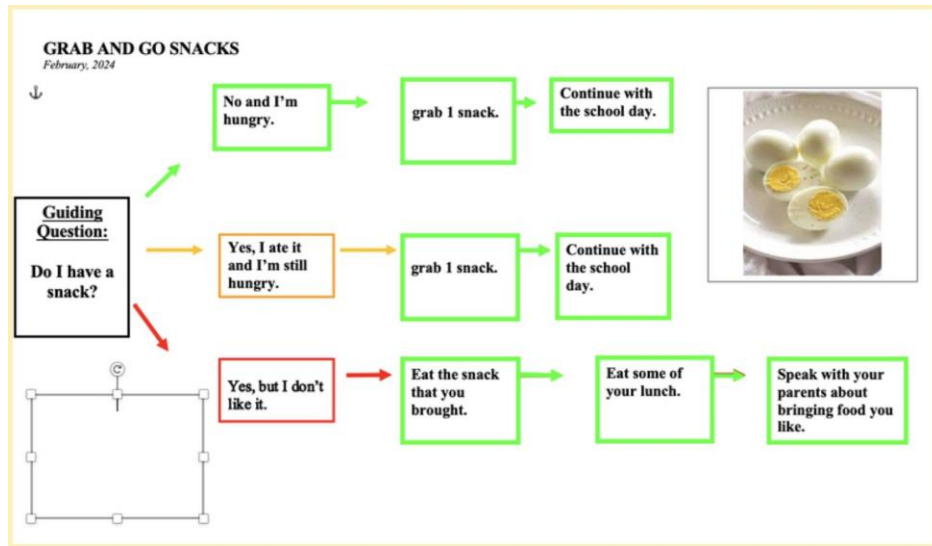 GRAB AND GO SNACKS
February, 2024
No and I'm
hungry.
grab 1 snack.
Continue with
the school day.
Guiding
Question:
Do I have a
snack?
Yes, I ate it
and I'm still
hungry.
grab 1 snack.
Continue with
the school
day.
Yes, but I don't
like it.
Eat the snack
that you
brought.
Eat some of
your lunch.
Speak with your
parents about
bringing food you
like.